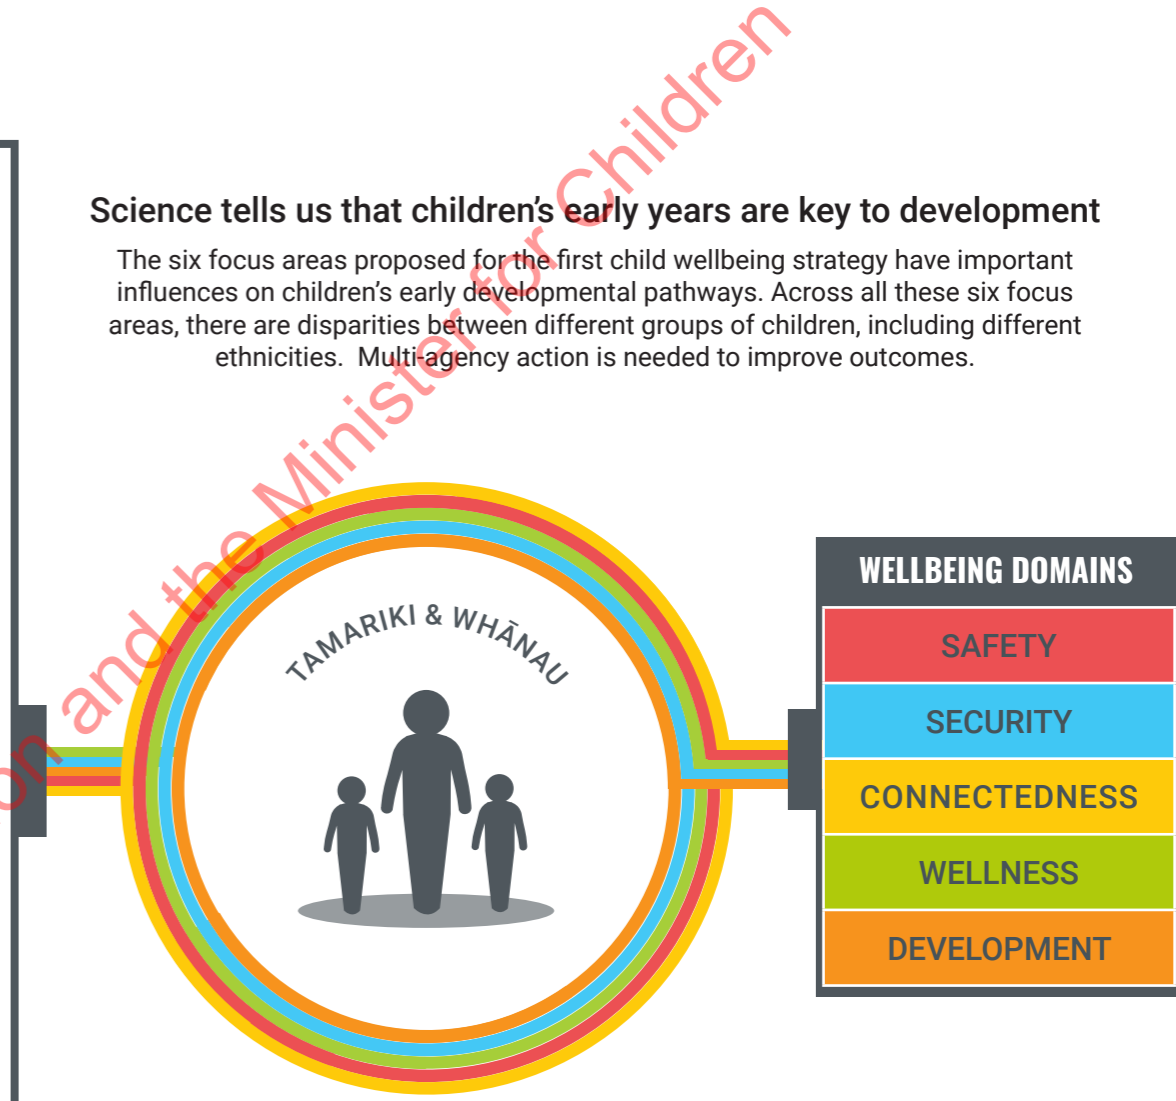 Science tells us that children's early years are key to development
The six focus areas proposed for the first child wellbeing strategy have important
influences on children's early developmental pathways. Across all these six focus
areas, there are disparities between different groups of children, including different
ethnicities.  Multi-agency action is needed to improve outcomes.
on and the Minister for Children
TAMARIKI & WHĀNAU
WELLBEING DOMAINS
SAFETY
SECURITY
CONNECTEDNESS
WELLNESS
DEVELOPMENT